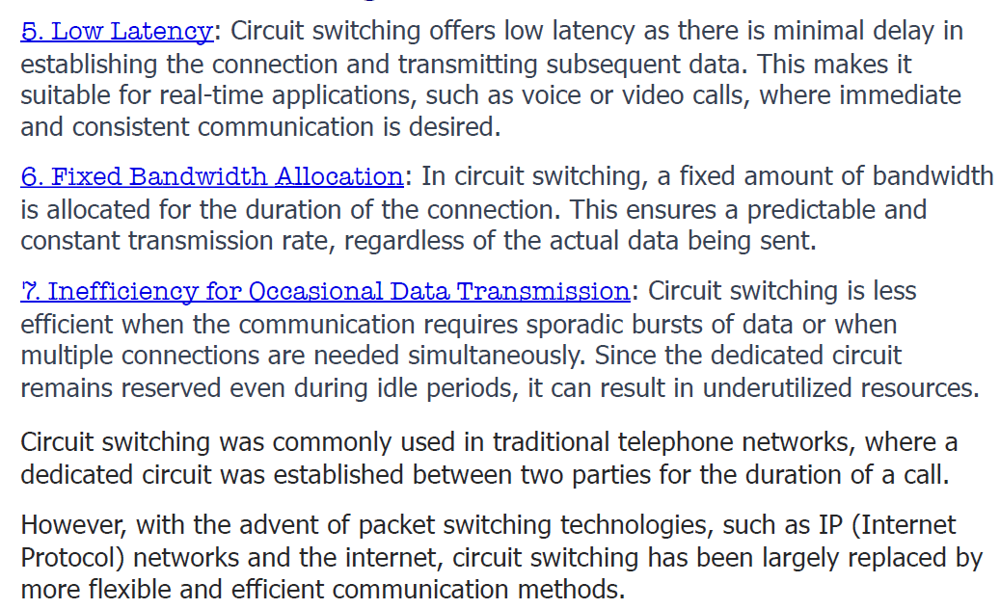 5. Low Latency: Circuit switching offers low latency as there is minimal delay in
establishing the connection and transmitting subsequent data. This makes it
suitable for real-time applications, such as voice or video calls, where immediate
and consistent communication is desired.
6. Fixed Bandwidth Allocation: In circuit switching, a fixed amount of bandwidth
is allocated for the duration of the connection. This ensures a predictable and
constant transmission rate, regardless of the actual data being sent.
7. Inefficiency for Occasional Data Transmission: Circuit switching is less
efficient when the communication requires sporadic bursts of data or when
multiple connections are needed simultaneously. Since the dedicated circuit
remains reserved even during idle periods, it can result in underutilized resources.
Circuit switching was commonly used in traditional telephone networks, where a
dedicated circuit was established between two parties for the duration of a call.
However, with the advent of packet switching technologies, such as IP (Internet
Protocol) networks and the internet, circuit switching has been largely replaced by
more flexible and efficient communication methods.